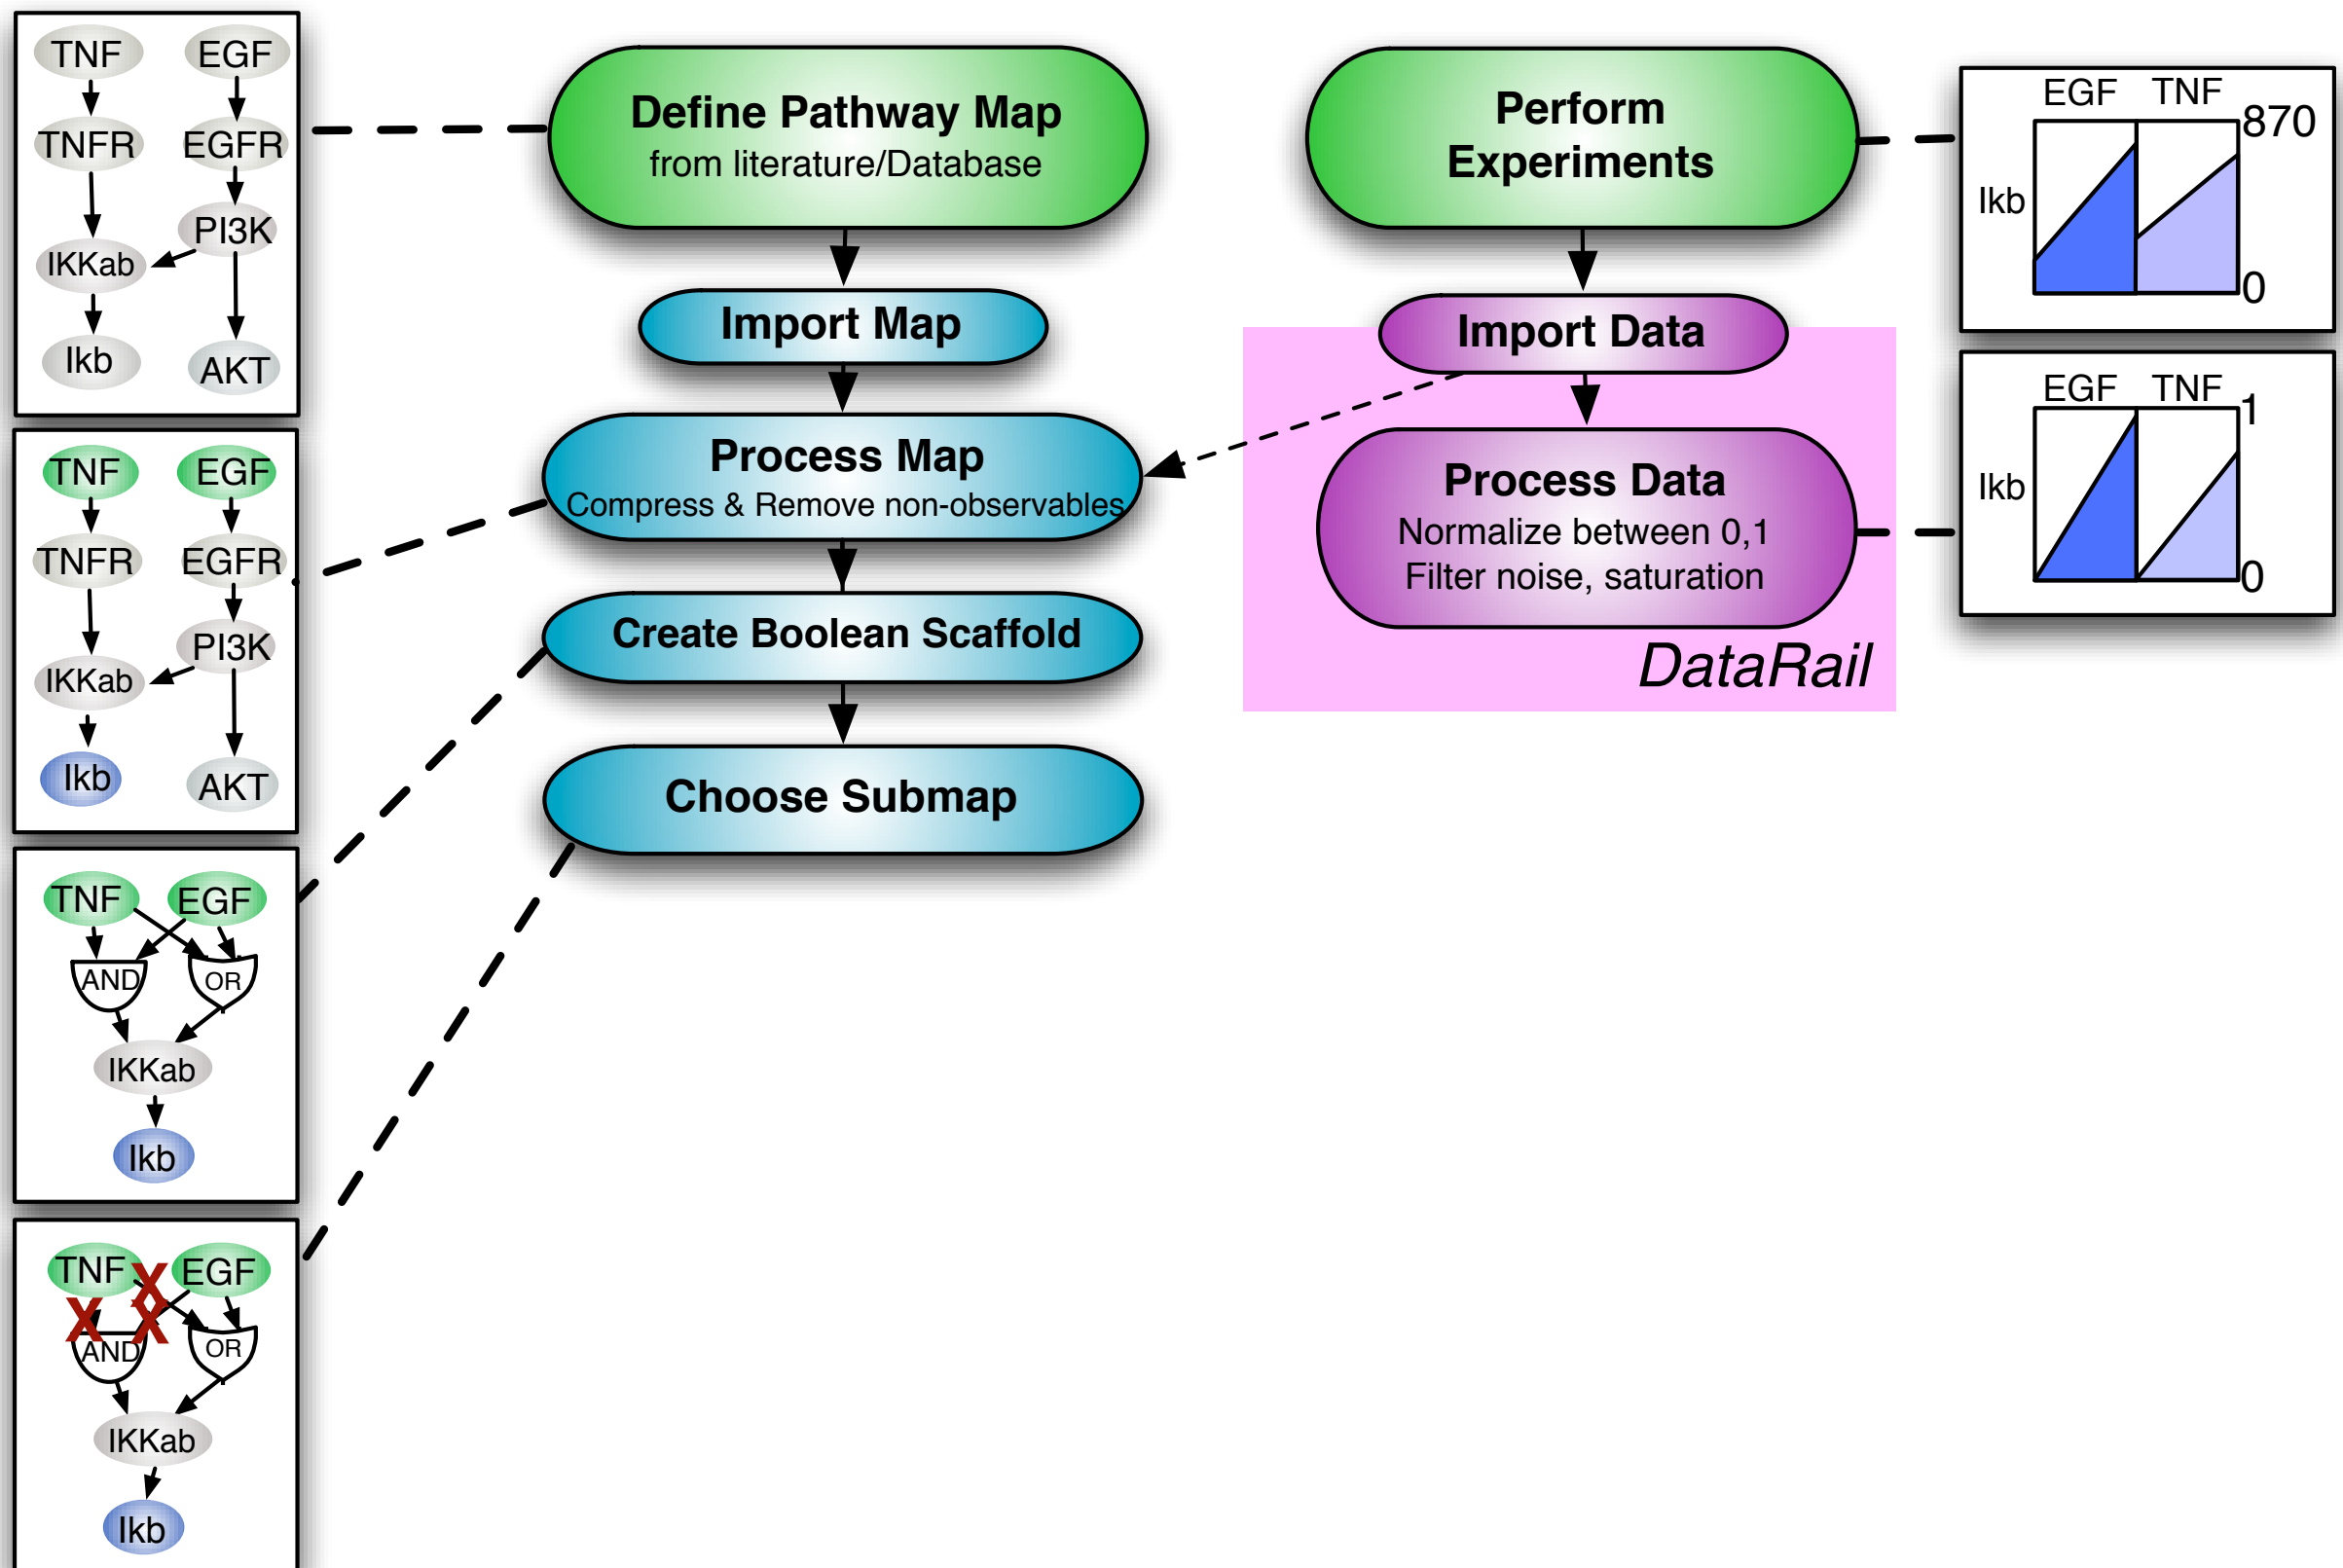 TNF EGF
TNFR EGFR
PI3K
IKKab
Ikb AKT
TNF EGF
TNFR EGFR
PI3K
IKKab
Ikb AKT
TNF EGF
AND OR
IKKab
Ikb
TNF X EGF
X X
AND OR
IKKab
Ikb
Define Pathway Map
from literature/Database
Import Map
Process Map
Compress & Remove non-observables
Create Boolean Scaffold
Choose Submap
Perform
Experiments
Import Data
Process Data
Normalize between 0,1
Filter noise, saturation
DataRail
EGF TNF
870
Ikb
0
EGF TNF
1
Ikb
0